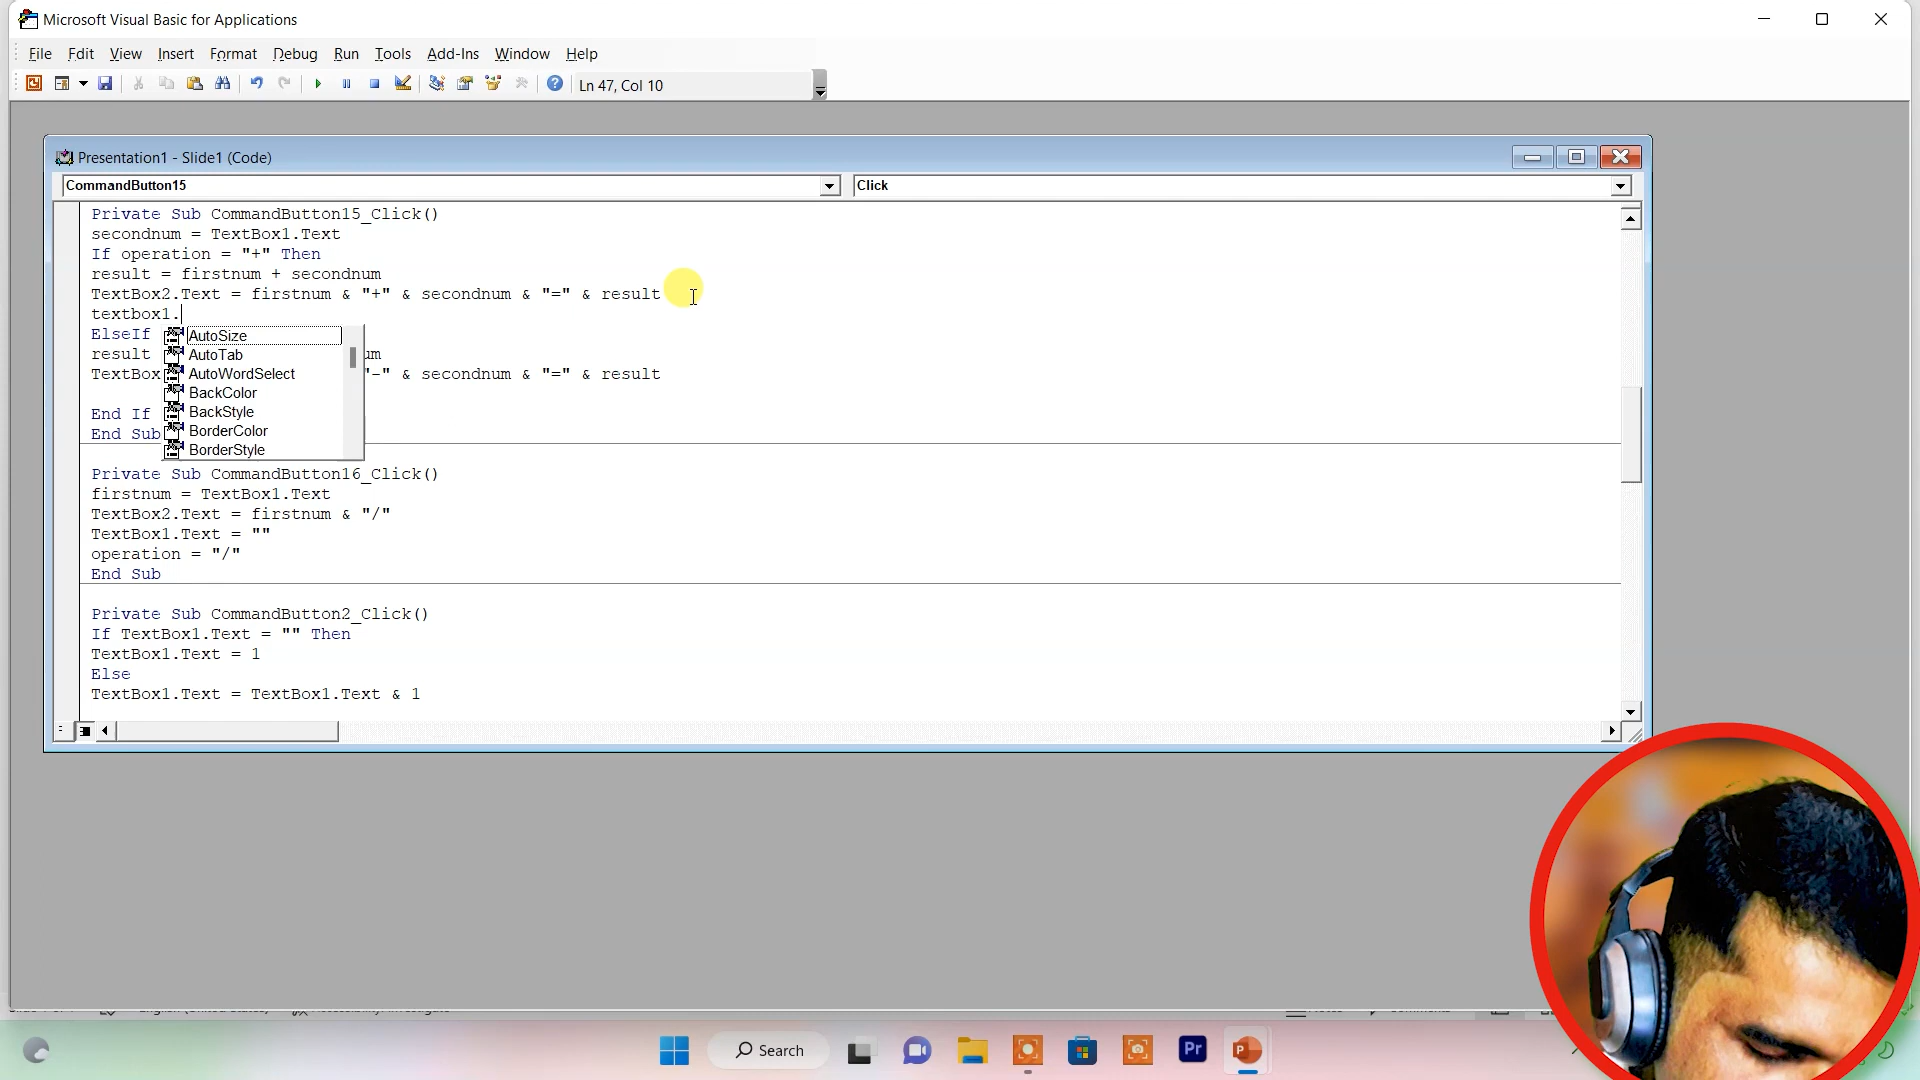 Microsoft Visual Basic for Applications
File Edit View Insert Format Debug Run Tools Add-Ins Window Help
Ln 47, Col 10
Presentation1 - Slide1 (Code)
CommandButton15 Click
Private Sub CommandButton15_Click()
secondnum = TextBox1.Text
If operation = "+" Then
result = firstnum + secondnum
TextBox2.Text = firstnum & "+" & secondnum & "=" & result
textbox1.
ElseIf AutoSize
result AutoTab um
TextBox AutoWordSelect "-" & secondnum & "=" & result
BackColor
End If BackStyle
End Sub BorderColor
BorderStyle
Private Sub CommandButton16_Click()
firstnum = TextBox1.Text
TextBox2.Text = firstnum & "/"
TextBox1.Text = ""
operation = "/"
End Sub
Private Sub CommandButton2_Click()
If TextBox1.Text = "" Then
TextBox1.Text = 1
Else
TextBox1.Text = TextBox1.Text & 1
Search Pr P